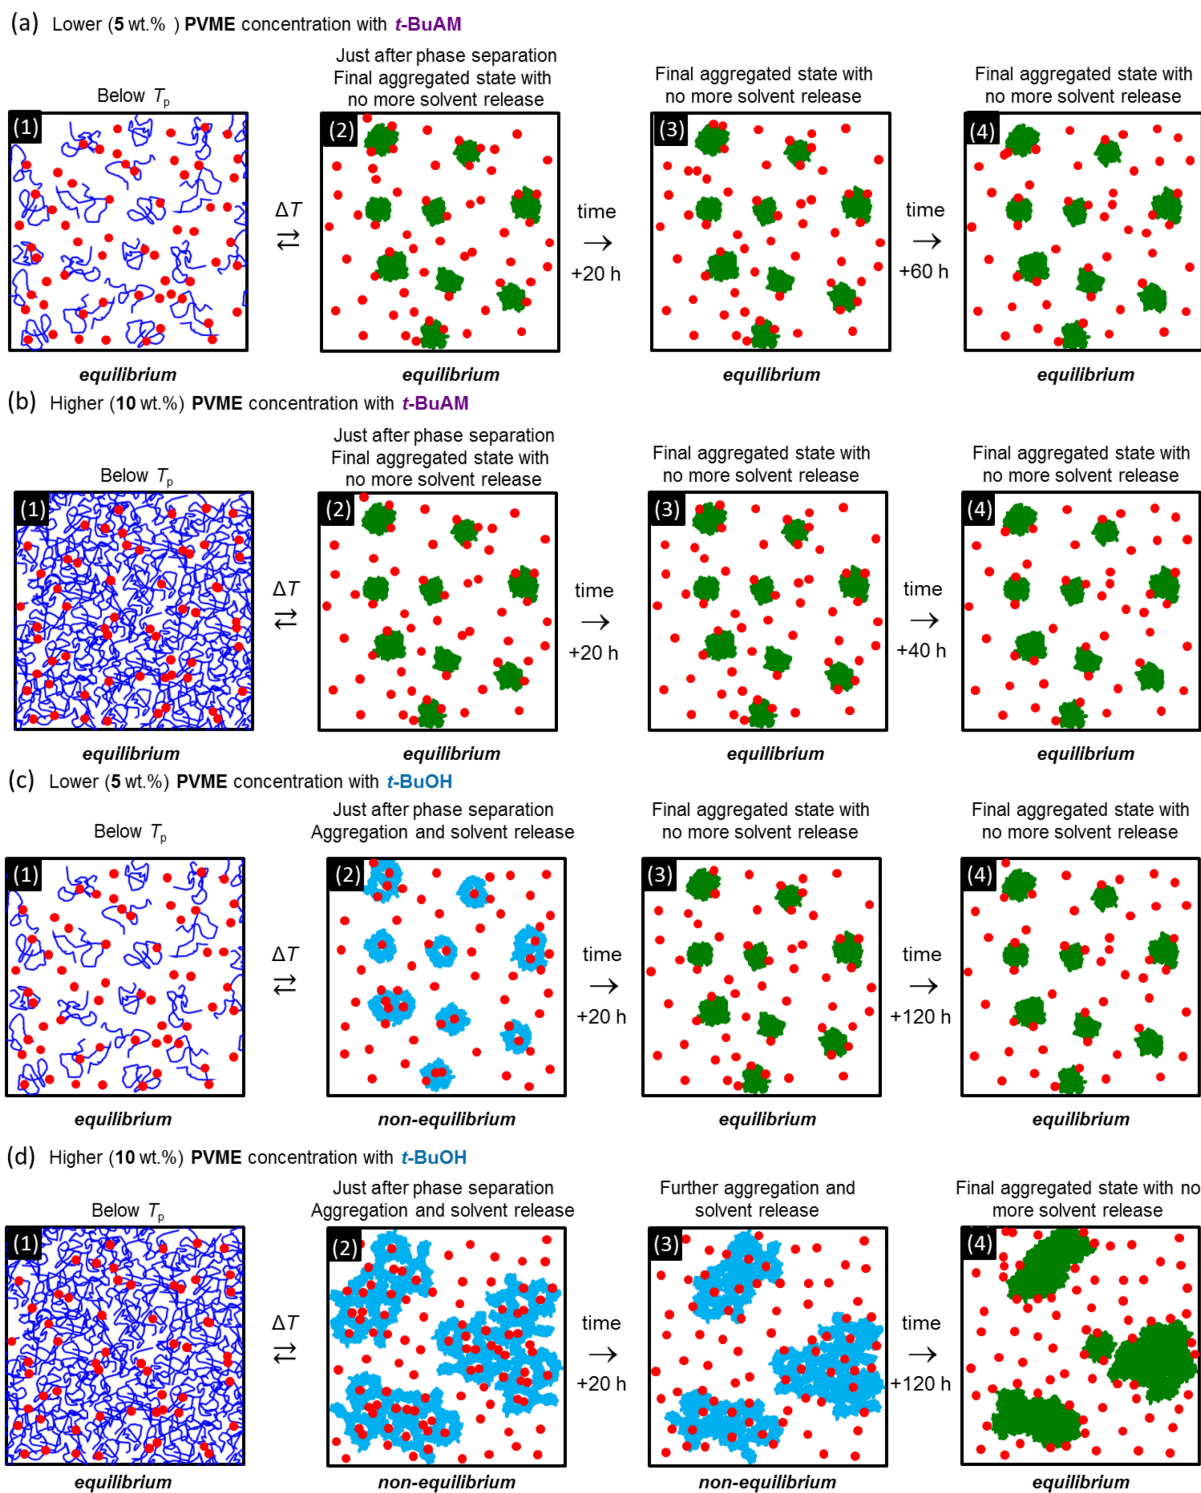 (a) Lower (5 wt.% ) PVME concentration with t-BuAM
Below Tp
Just after phase separation
Final aggregated state with
no more solvent release
Final aggregated state with
no more solvent release
Final aggregated state with
no more solvent release
(1)
(2)
(3)
(4)
ΔT
⇄
time
→
+20 h
time
→
+60 h
equilibrium
equilibrium
equilibrium
equilibrium
(b) Higher (10 wt.%) PVME concentration with t-BuAM
Below Tp
Just after phase separation
Final aggregated state with
no more solvent release
Final aggregated state with
no more solvent release
Final aggregated state with
no more solvent release
(1)
(2)
(3)
(4)
ΔT
⇄
time
→
+20 h
time
→
+40 h
equilibrium
equilibrium
equilibrium
equilibrium
(c) Lower (5 wt.%) PVME concentration with t-BuOH
Below Tp
Just after phase separation
Aggregation and solvent release
Final aggregated state with
no more solvent release
Final aggregated state with
no more solvent release
(1)
(2)
(3)
(4)
ΔT
⇄
time
→
+20 h
time
→
+120 h
equilibrium
non-equilibrium
equilibrium
equilibrium
(d) Higher (10 wt.%) PVME concentration with t-BuOH
Below Tp
Just after phase separation
Aggregation and solvent release
Further aggregation and
solvent release
Final aggregated state with no
more solvent release
(1)
(2)
(3)
(4)
ΔT
⇄
time
→
+20 h
time
→
+120 h
equilibrium
non-equilibrium
non-equilibrium
equilibrium